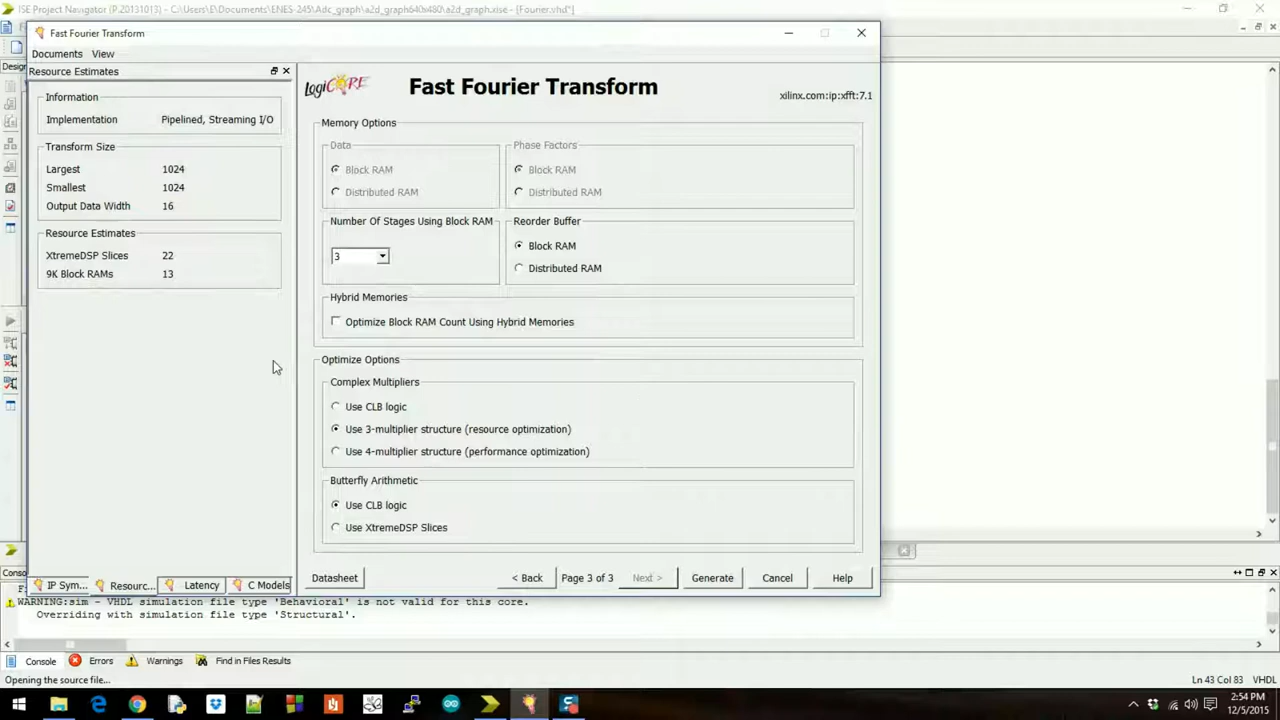 ISE Project Navigator (P.20131013) - C:\Users\E\Documents\ENES-245\Adc_graph\a2d_graph640x480\a2d_graph.xise - [Fourier.vhd*]
Fast Fourier Transform
Documents View
Resource Estimates
Information
Implementation Pipelined, Streaming I/O
Transform Size
Largest 1024
Smallest 1024
Output Data Width 16
Resource Estimates
XtremeDSP Slices 22
9K Block RAMs 13
IP Sym...
Resourc...
Latency
C Models
LogiCORE
Fast Fourier Transform
xilinx.com:ip:xfft:7.1
Memory Options
Data
Block RAM
Distributed RAM
Phase Factors
Block RAM
Distributed RAM
Number Of Stages Using Block RAM
3
Reorder Buffer
Block RAM
Distributed RAM
Hybrid Memories
Optimize Block RAM Count Using Hybrid Memories
Optimize Options
Complex Multipliers
Use CLB logic
Use 3-multiplier structure (resource optimization)
Use 4-multiplier structure (performance optimization)
Butterfly Arithmetic
Use CLB logic
Use XtremeDSP Slices
Datasheet
< Back
Page 3 of 3
Next >
Generate
Cancel
Help
WARNING:sim - VHDL simulation file type 'Behavioral' is not valid for this core.
Overriding with simulation file type 'Structural'.
Console
Errors
Warnings
Find in Files Results
Opening the source file...
Ln 43 Col 83 VHDL
2:54 PM
12/5/2015